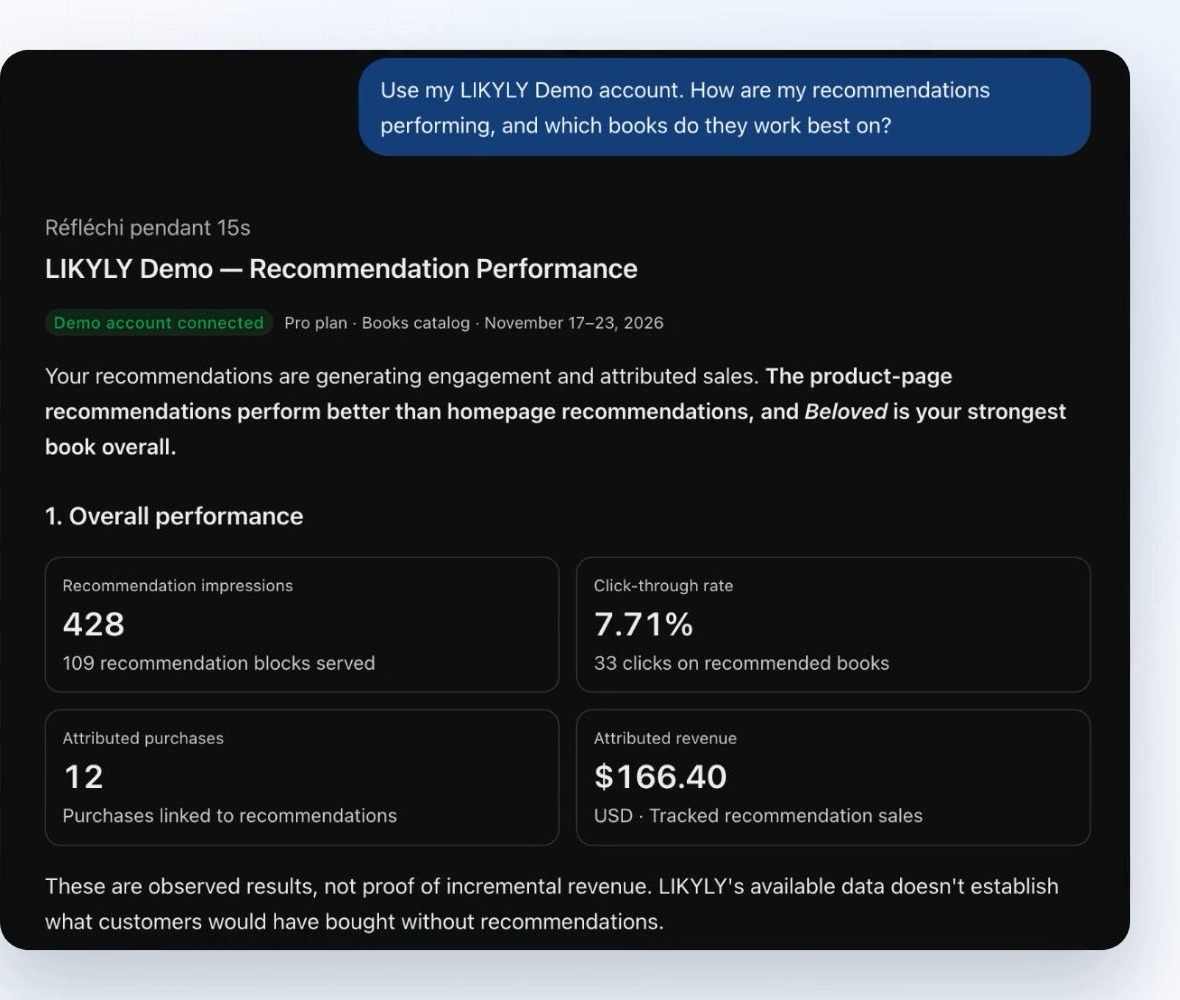 Use my LIKYLY Demo account. How are my recommendations
performing, and which books do they work best on?
Réfléchi pendant 15s
LIKYLY Demo — Recommendation Performance
Demo account connected Pro plan · Books catalog · November 17–23, 2026
Your recommendations are generating engagement and attributed sales. The product-page
recommendations perform better than homepage recommendations, and Beloved is your strongest
book overall.
1. Overall performance
Recommendation impressions
428
109 recommendation blocks served
Click-through rate
7.71%
33 clicks on recommended books
Attributed purchases
12
Purchases linked to recommendations
Attributed revenue
$166.40
USD · Tracked recommendation sales
These are observed results, not proof of incremental revenue. LIKYLY's available data doesn't establish
what customers would have bought without recommendations.